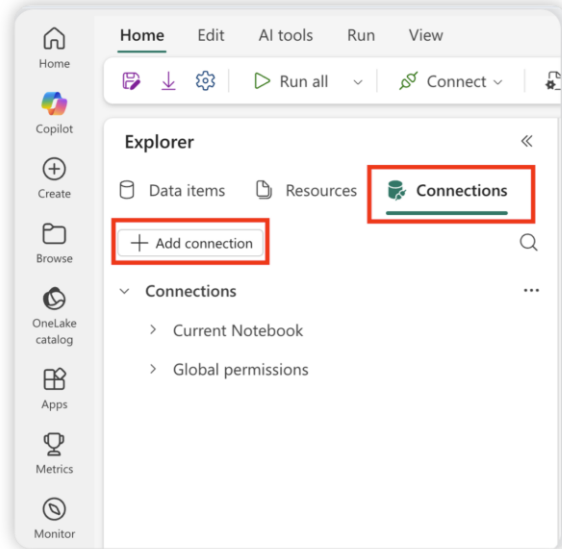 Home Edit AI tools Run View
Run all Connect
Home
Copilot
Create
Browse
OneLake
catalog
Apps
Metrics
Monitor
Explorer
Data items Resources Connections
Add connection
Connections
Current Notebook
Global permissions